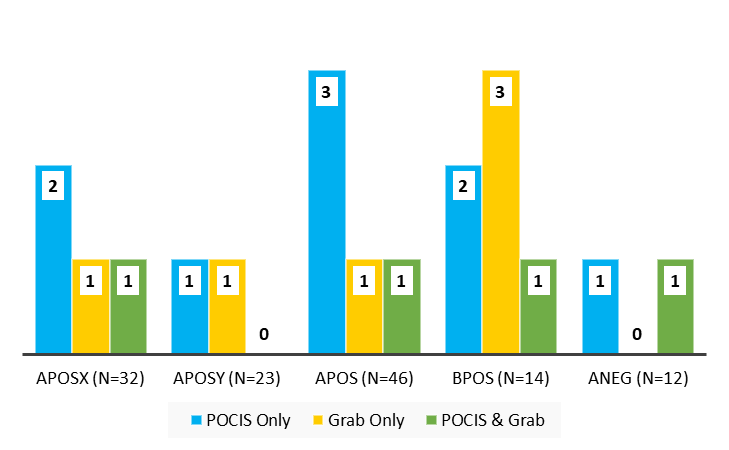 3
3
2
2
1
1
1
1
1
1
1
1
1
0
0
APOSX (N=32)
APOSY (N=23)
APOS (N=46)
BPOS (N=14)
ANEG (N=12)
POCIS Only
Grab Only
POCIS & Grab